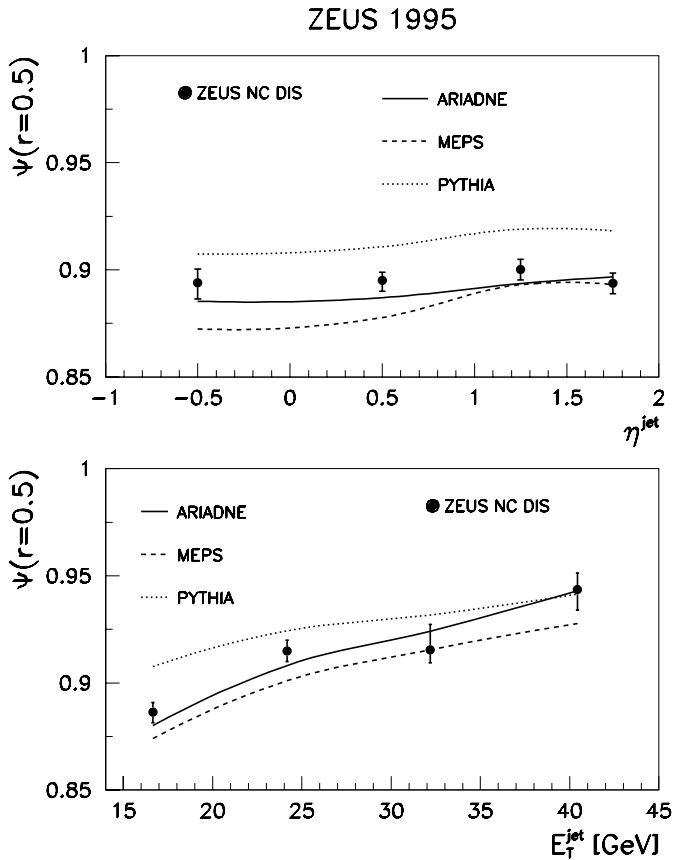 ZEUS 1995
ψ(r=0.5)
1
0.95
0.9
0.85
ZEUS NC DIS
ARIADNE
MEPS
PYTHIA
−1 −0.5 0 0.5 1 1.5 2
η^jet
ψ(r=0.5)
1
0.95
0.9
0.85
ARIADNE
MEPS
PYTHIA
ZEUS NC DIS
15 20 25 30 35 40 45
E_T^jet [GeV]